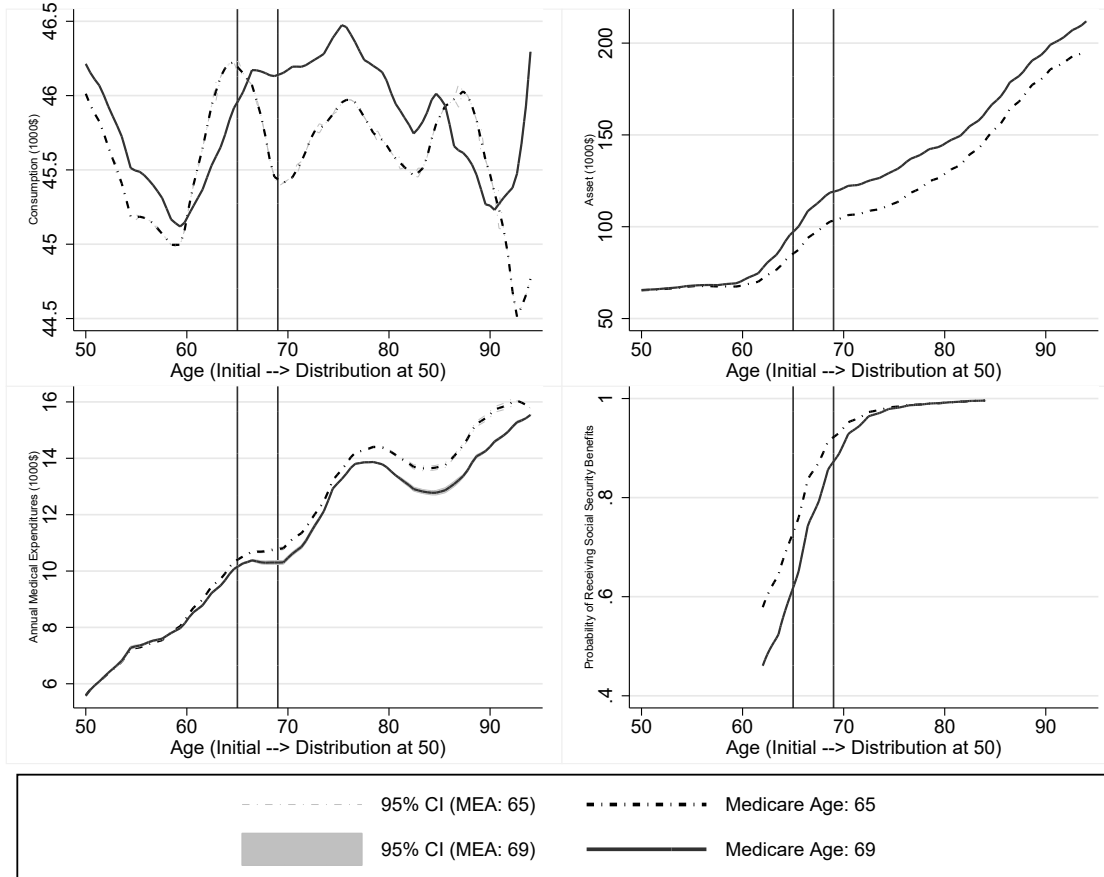 Consumption (1000$)
46.5
46
45.5
45
44.5
50 60 70 80 90
Age (Initial --> Distribution at 50)
Asset (1000$)
200
150
100
50
50 60 70 80 90
Age (Initial --> Distribution at 50)
Annual Medical Expenditures (1000$)
16
14
12
10
8
6
50 60 70 80 90
Age (Initial --> Distribution at 50)
Probability of Receiving Social Security Benefits
1
.8
.6
.4
50 60 70 80 90
Age (Initial --> Distribution at 50)
95% CI (MEA: 65) Medicare Age: 65
95% CI (MEA: 69) Medicare Age: 69